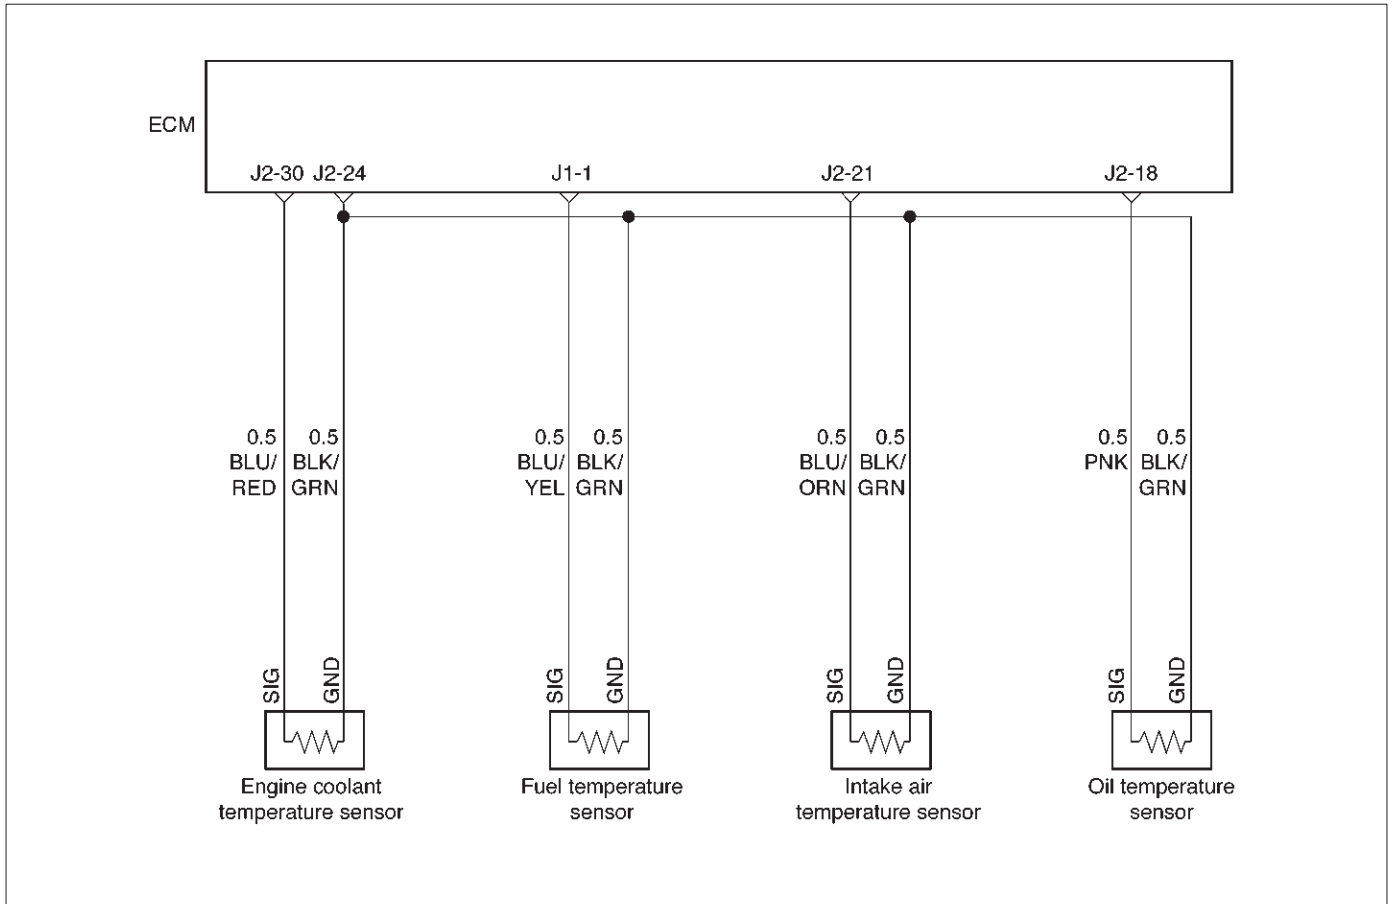 ECM
J2-30 J2-24 J1-1 J2-21 J2-18
0.5 0.5 0.5 0.5 0.5 0.5 0.5 0.5
BLU/ BLK/ BLU/ BLK/ BLU/ BLK/ PNK BLK/
RED GRN YEL GRN ORN GRN GRN
SIG GND SIG GND SIG GND SIG GND
Engine coolant
temperature sensor
Fuel temperature
sensor
Intake air
temperature sensor
Oil temperature
sensor